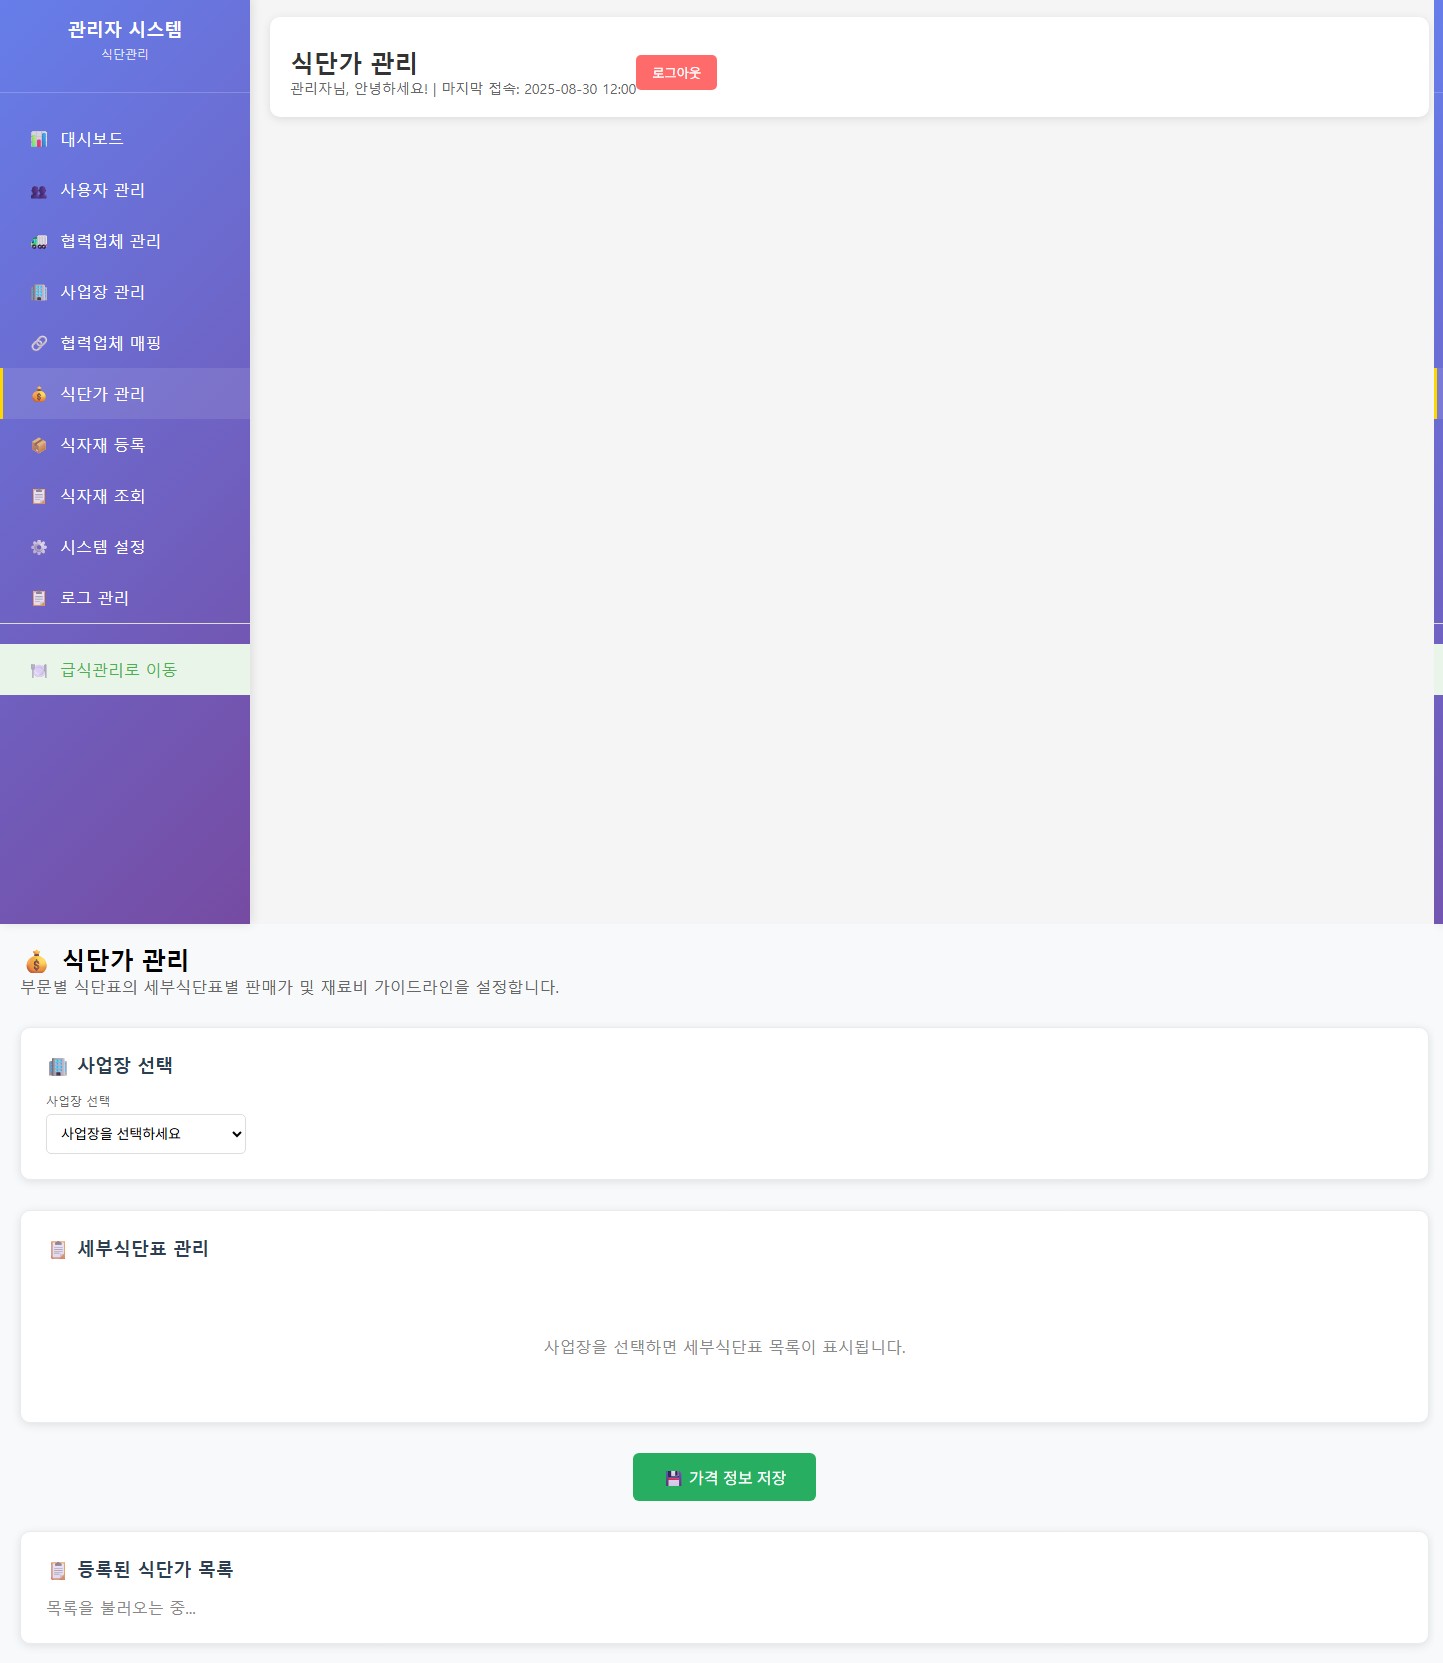 관리자 시스템
식단관리
대시보드
사용자 관리
협력업체 관리
사업장 관리
협력업체 매핑
식단가 관리
식자재 등록
식자재 조회
시스템 설정
로그 관리
급식관리로 이동
식단가 관리
관리자님, 안녕하세요! | 마지막 접속: 2025-08-30 12:00
로그아웃
식단가 관리
부문별 식단표의 세부식단표별 판매가 및 재료비 가이드라인을 설정합니다.
사업장 선택
사업장 선택
사업장을 선택하세요
세부식단표 관리
사업장을 선택하면 세부식단표 목록이 표시됩니다.
가격 정보 저장
등록된 식단가 목록
목록을 불러오는 중...